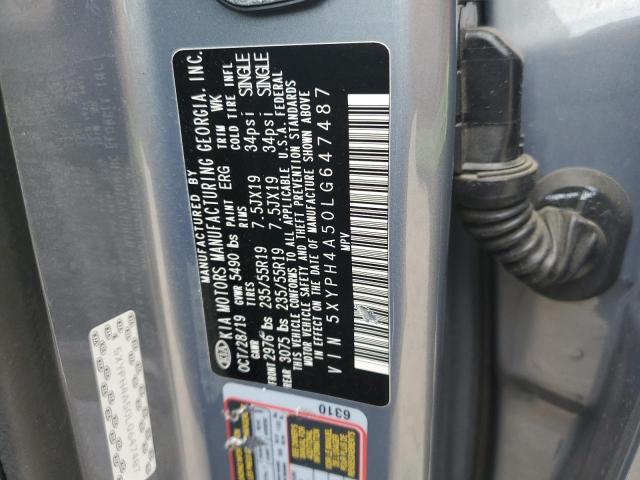 MANUFACTURED BY
KIA MOTORS MANUFACTURING GEORGIA, INC.
OCT/28/19 GVWR 5490 lbs PAINT ERG TRIM WK
GAWR TIRES RIMS COLD TIRE INFL
FRONT 2976 lbs 235/55R19 7.5JX19 34psi SINGLE
REAR 3075 lbs 235/55R19 7.5JX19 34psi SINGLE
THIS VEHICLE CONFORMS TO ALL APPLICABLE U.S.A. FEDERAL
MOTOR VEHICLE SAFETY AND THEFT PREVENTION STANDARDS
IN EFFECT ON THE DATE OF MANUFACTURE SHOWN ABOVE
VIN 5XYPH4A50LG647487
MPV
6310